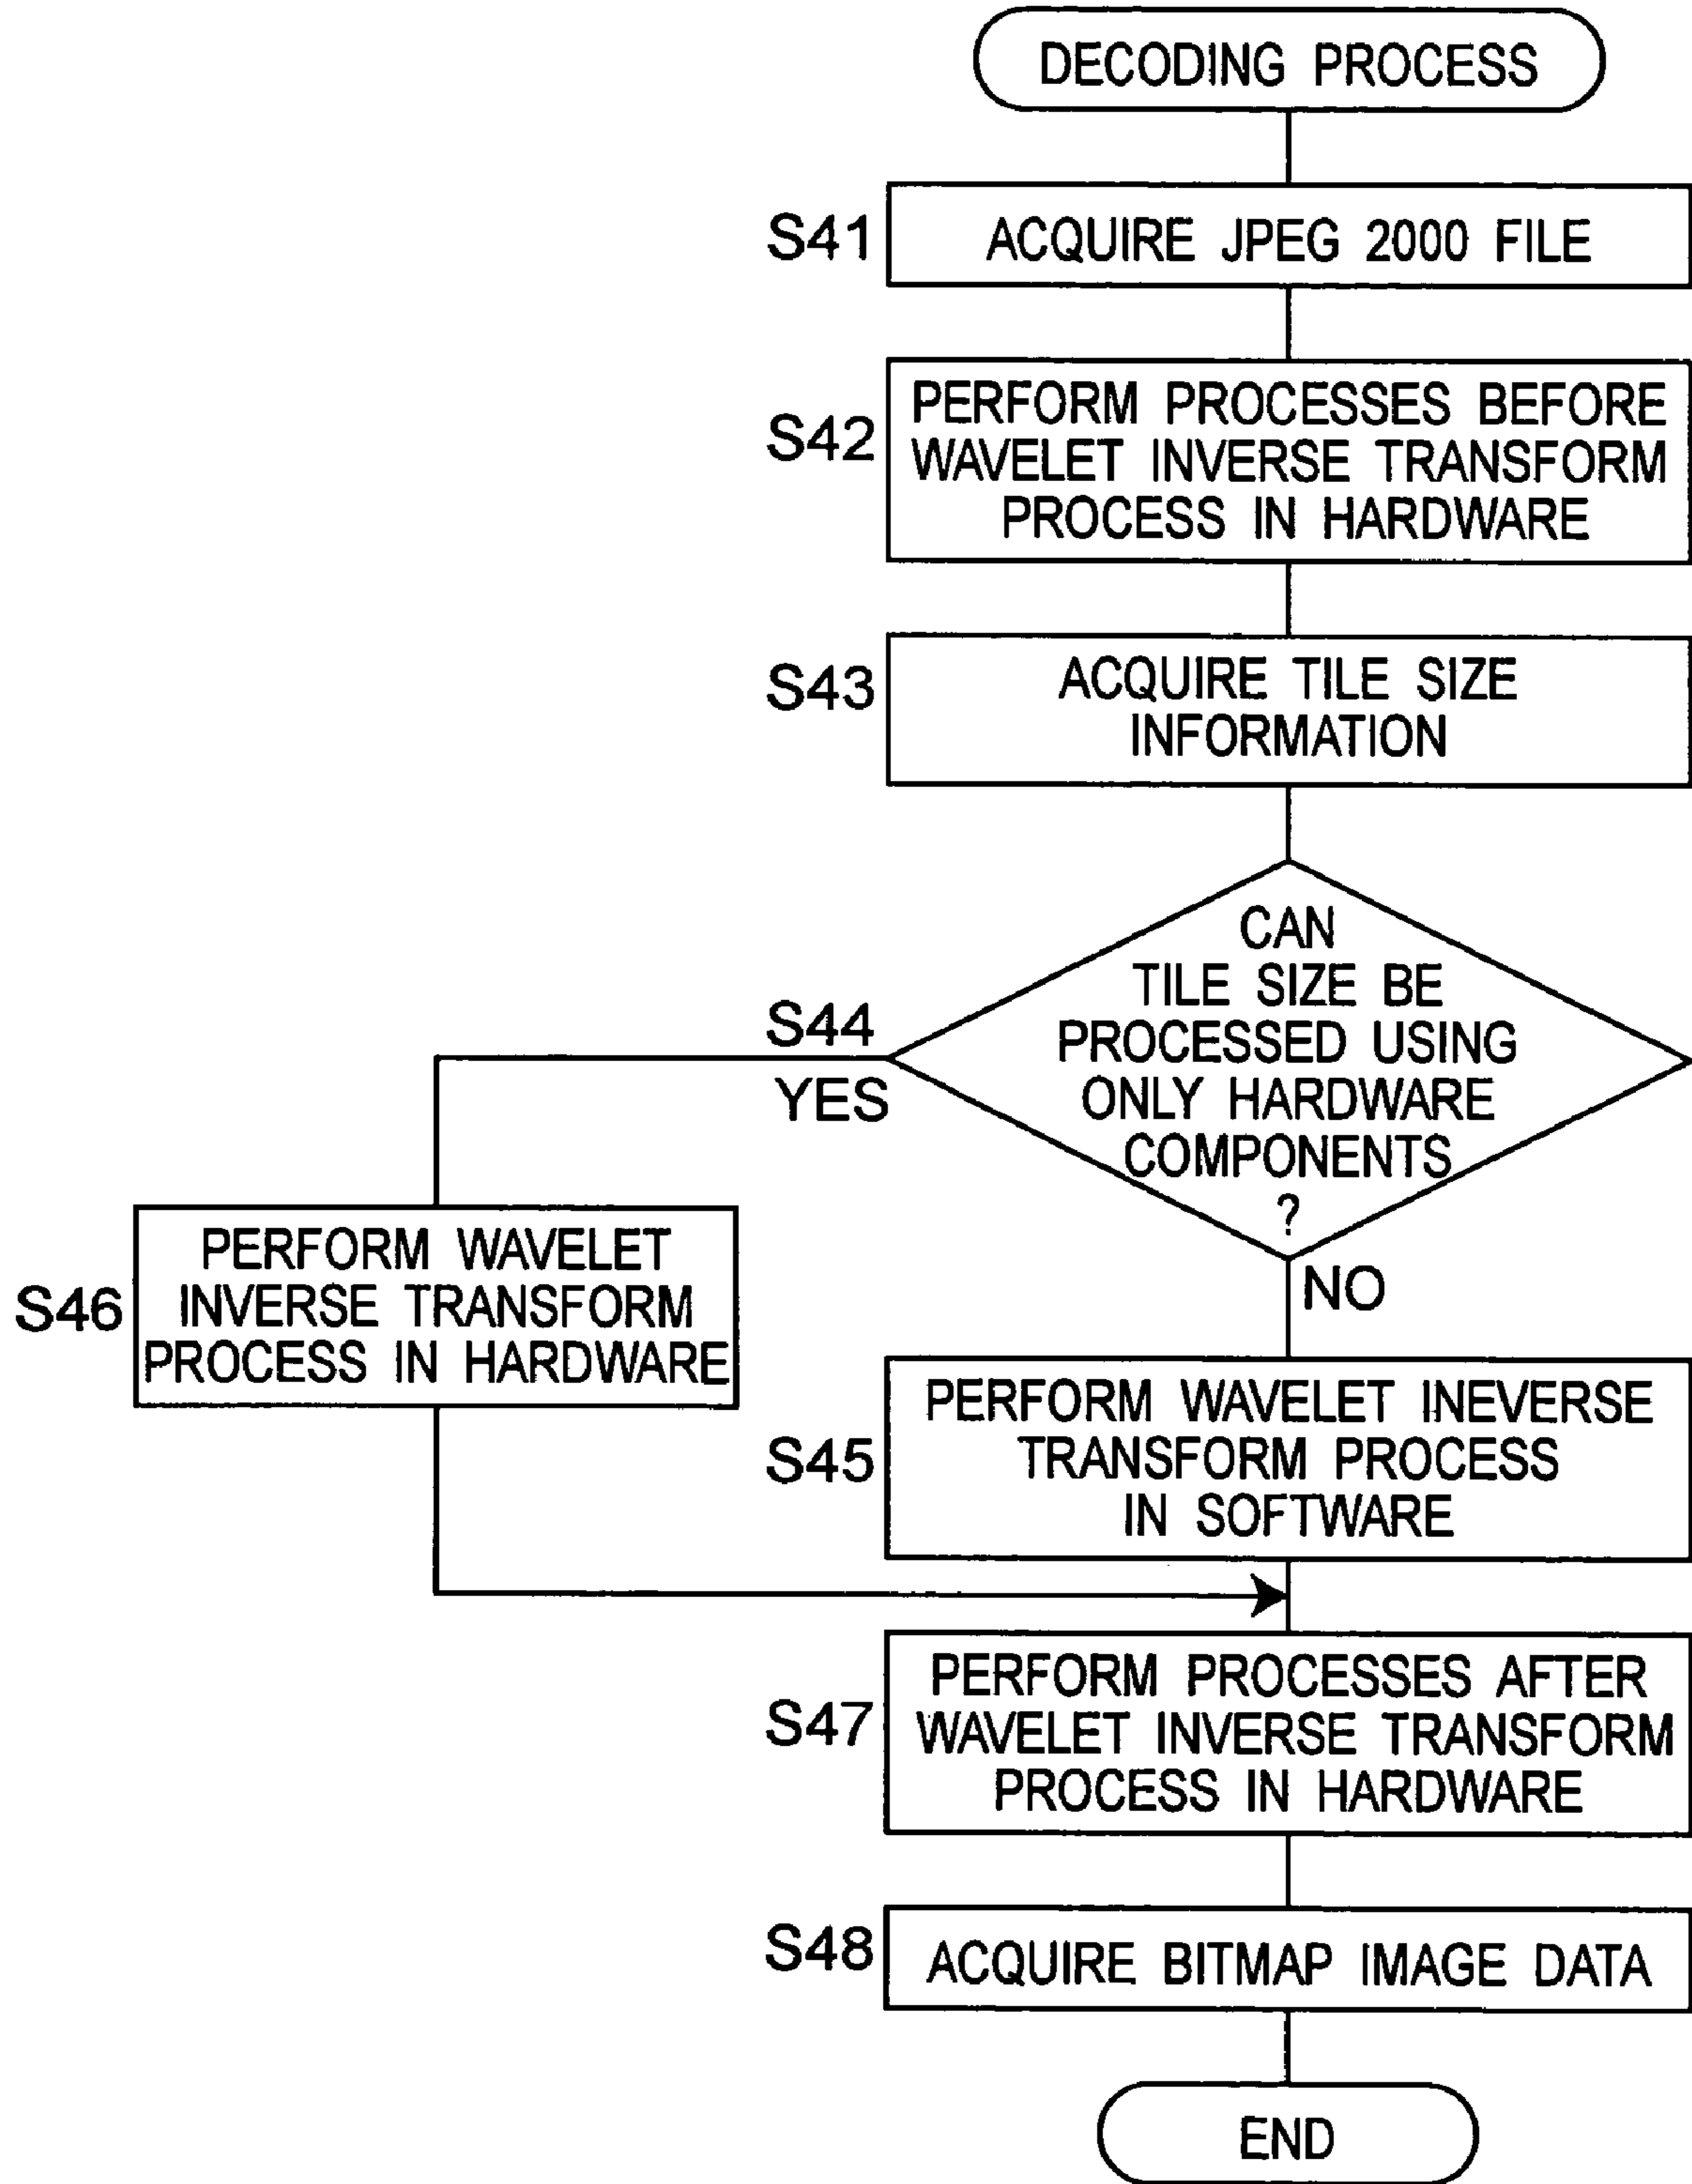 DECODING PROCESS
S41
ACQUIRE JPEG 2000 FILE
S42
PERFORM PROCESSES BEFORE
WAVELET INVERSE TRANSFORM
PROCESS IN HARDWARE
S43
ACQUIRE TILE SIZE
INFORMATION
S44
CAN
TILE SIZE BE
PROCESSED USING
ONLY HARDWARE
COMPONENTS
?
YES
NO
S46
PERFORM WAVELET
INVERSE TRANSFORM
PROCESS IN HARDWARE
S45
PERFORM WAVELET INEVERSE
TRANSFORM PROCESS
IN SOFTWARE
S47
PERFORM PROCESSES AFTER
WAVELET INVERSE TRANSFORM
PROCESS IN HARDWARE
S48
ACQUIRE BITMAP IMAGE DATA
END